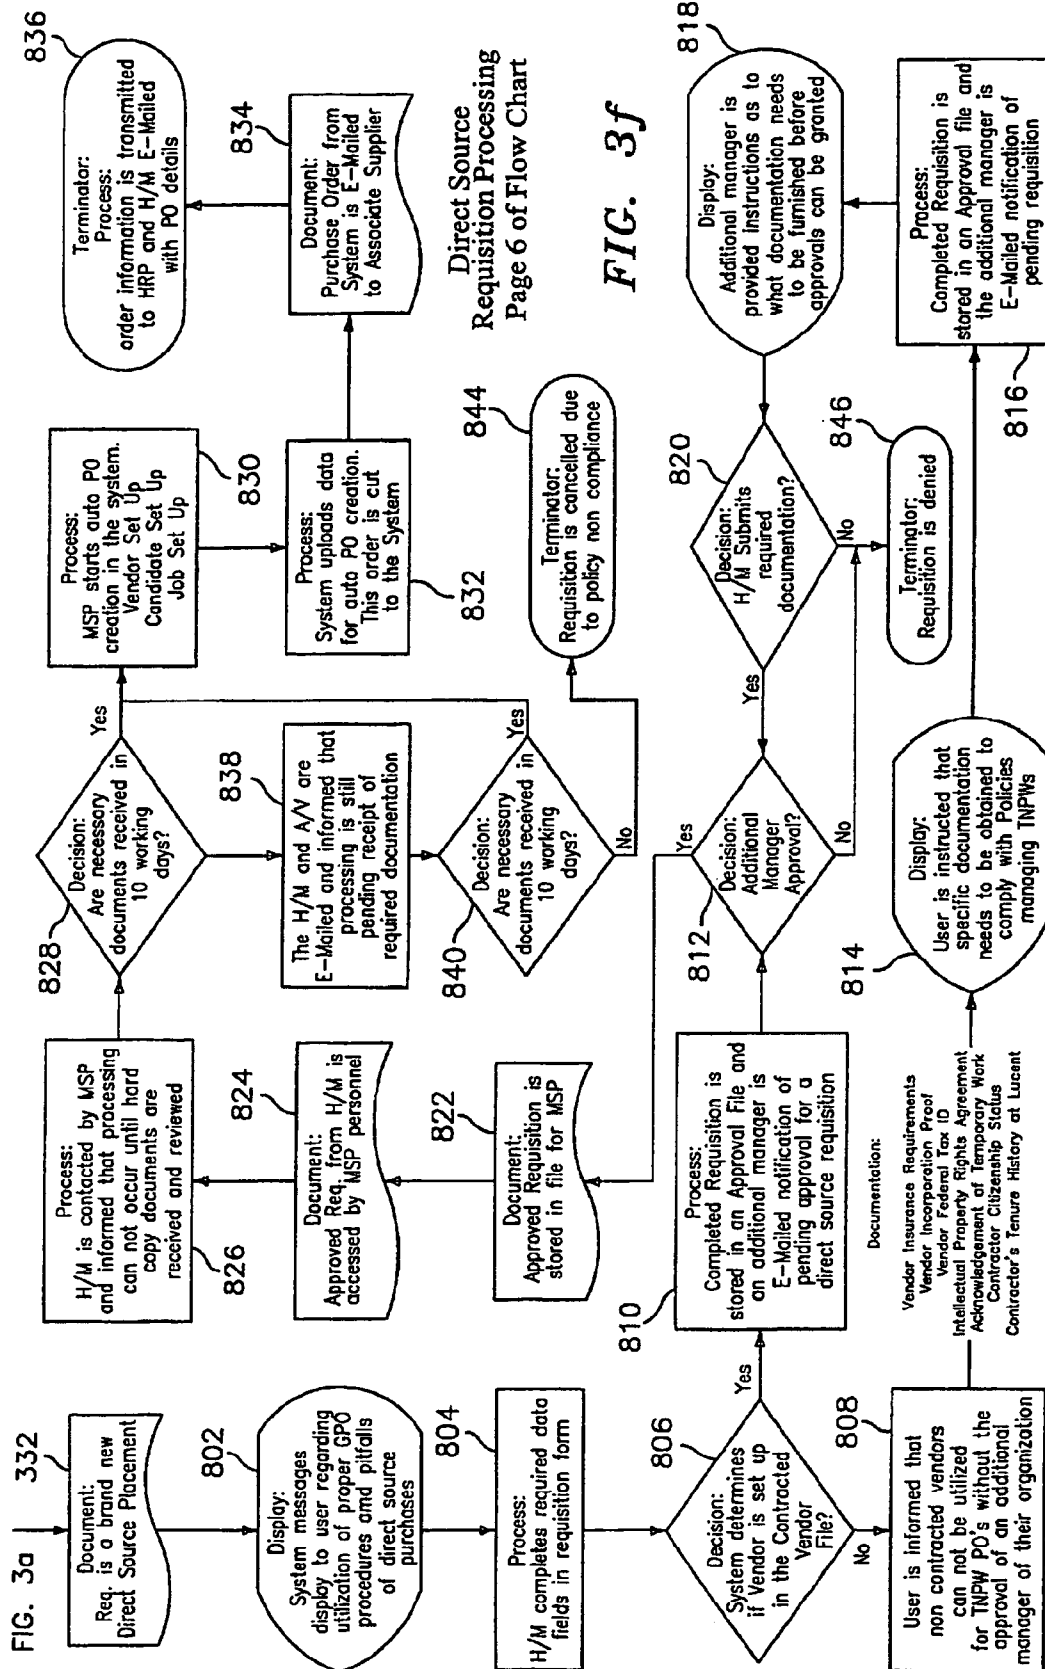 FIG. 3a
332
Document:
Req. is a brand new
Direct Source Placement
802
Display:
System messages
display to user regarding
utilization of proper GPO
procedures amd pitfalls
of direct source
purchases
804
Process:
H/M completes required data
fields in requisition form
806
Decision:
System determines
if Vendor is set up
in the Contracted
Vendor
File?
Yes
No
808
User is informed that
non contracted vendors
can not be utilized
for TNPW PO's without the
approval of an additional
manager of their organization
826
Process:
H/M is contacted by MSP
and informed that processing
can not occur until hard
copy documents are
received and reviewed
824
Document:
Approved Req. from H/M is
accessed by MSP personnel
822
Document:
Approved Requisition is
stored in file for MSP
810
Process:
Completed Requisition is
stored in an Approval File and
an additional manager is
E-Mailed notification of
pending approval for a
direct source requisition
Documentation:
Vendor Insurance Requirements
Vendor Incorporation Proof
Vendor Federal Tax ID
Intellectual Property Rights Agreement
Acknowledgement of Temporary Work
Contractor Citizenship Status
Contractor's Tenure History at Lucent
828
Decision:
Are necessary
documents received in
10 working
days?
Yes
838
The H/M and A/V are
E-Mailed and informed that
processing is still
pending receipt of
required documentation
840
Decision:
Are necessary
documents received in
10 working
days?
Yes
No
812
Decision:
Additional
Manager
Approval?
Yes
No
814
Display:
User is instructed that
specific documentation
needs to be obtained to
comply with Policies
managing TNPWs
830
Process:
MSP starts auto PO
creation in the system.
Vendor Set Up
Candidate Set Up
Job Set Up
832
Process:
System uploads data
for auto PO creation.
This order is cut
to the System
844
Terminator:
Requisition is cancelled due
to policy non compliance
820
Decision:
H/M Submits
required
documentation?
Yes
No
846
Terminator:
Requisition is denied
836
Terminator:
Process:
order information is transmitted
to HRP and H/M E-Mailed
with PO details
834
Document:
Purchase Order from
System is E-Mailed
to Associate Supplier
Direct Source
Requisition Processing
Page 6 of Flow Chart
FIG. 3f
818
Display:
Additional manager is
provided instructions as to
what documentation needs
to be furnished before
approvals can be granted
816
Process:
Completed Requisition is
stored in an Approval file and
the additional manager is
E-Mailed notification of
pending requisition